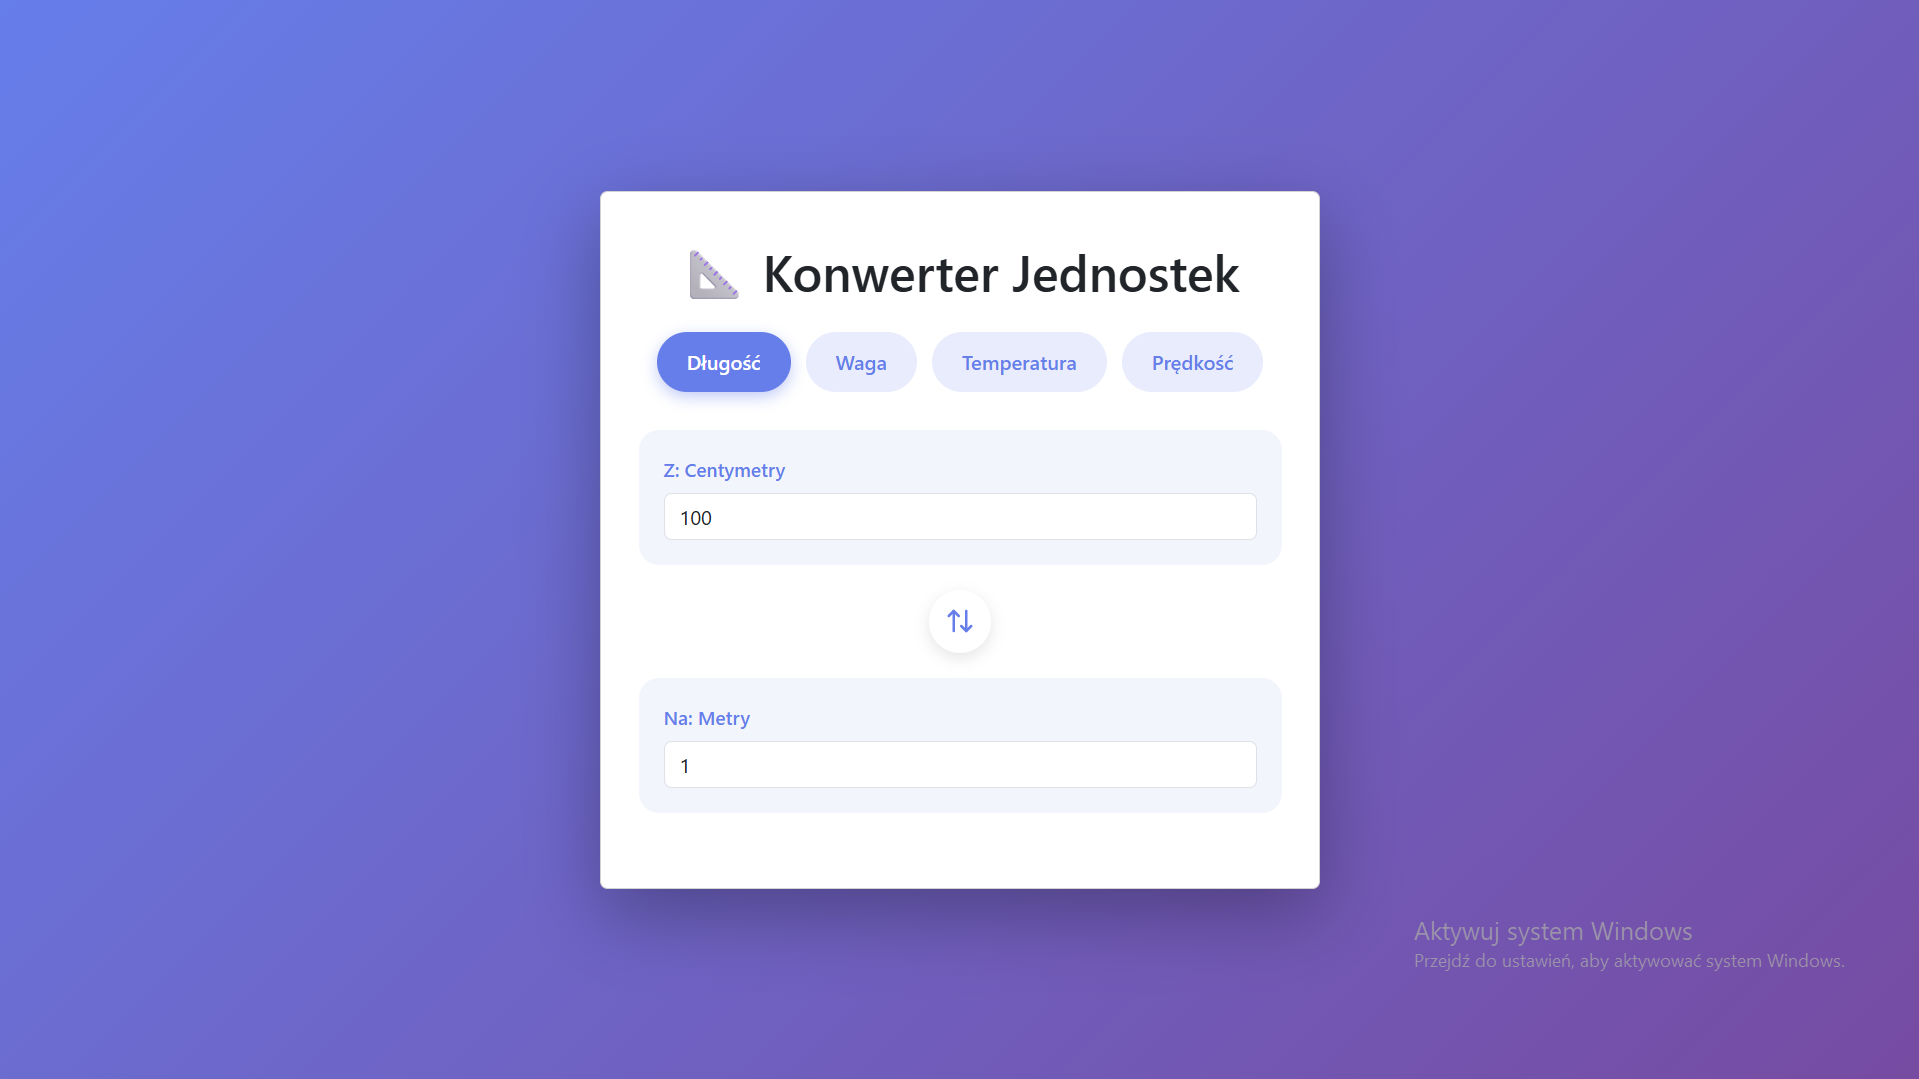 Konwerter Jednostek
Długość Waga Temperatura Prędkość
Z: Centymetry
100
Na: Metry
1
Aktywuj system Windows
Przejdź do ustawień, aby aktywować system Windows.